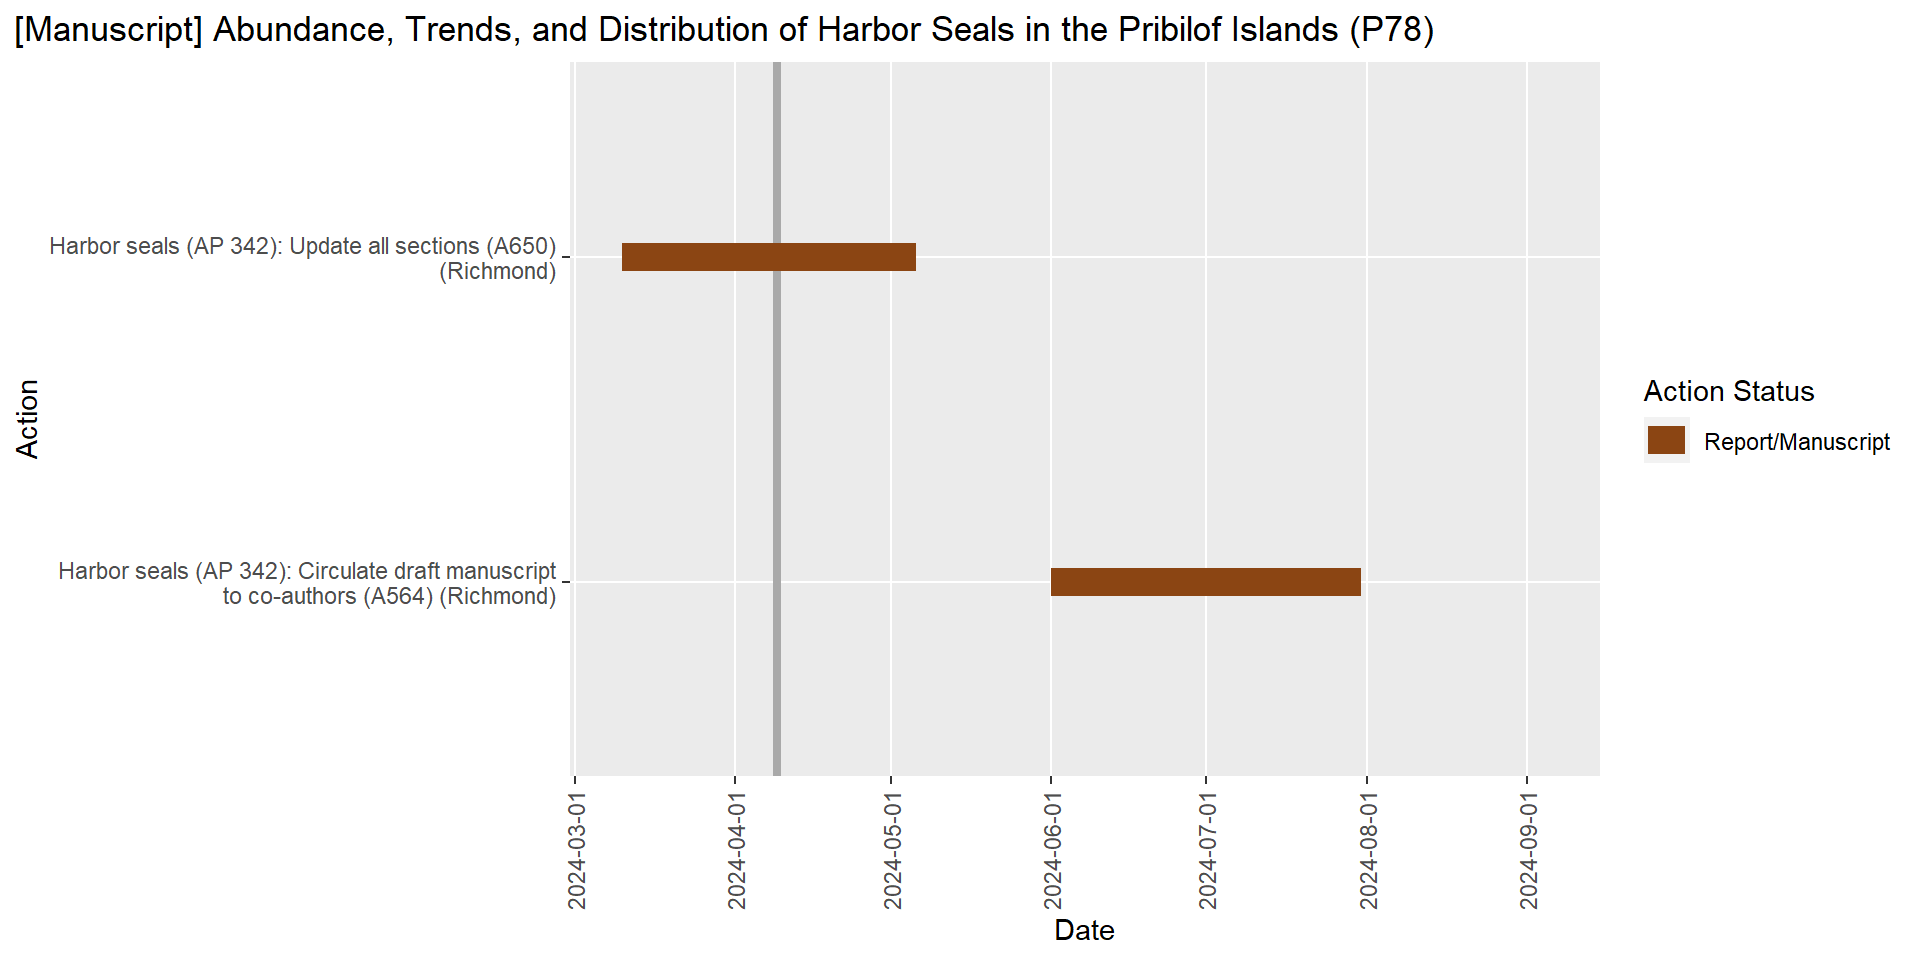 [Manuscript] Abundance, Trends, and Distribution of Harbor Seals in the Pribilof Islands (P78)
Action
Harbor seals (AP 342): Update all sections (A650)
(Richmond)
Harbor seals (AP 342): Circulate draft manuscript
to co-authors (A564) (Richmond)
2024-03-01
2024-04-01
2024-05-01
2024-06-01
2024-07-01
2024-08-01
2024-09-01
Date
Action Status
Report/Manuscript